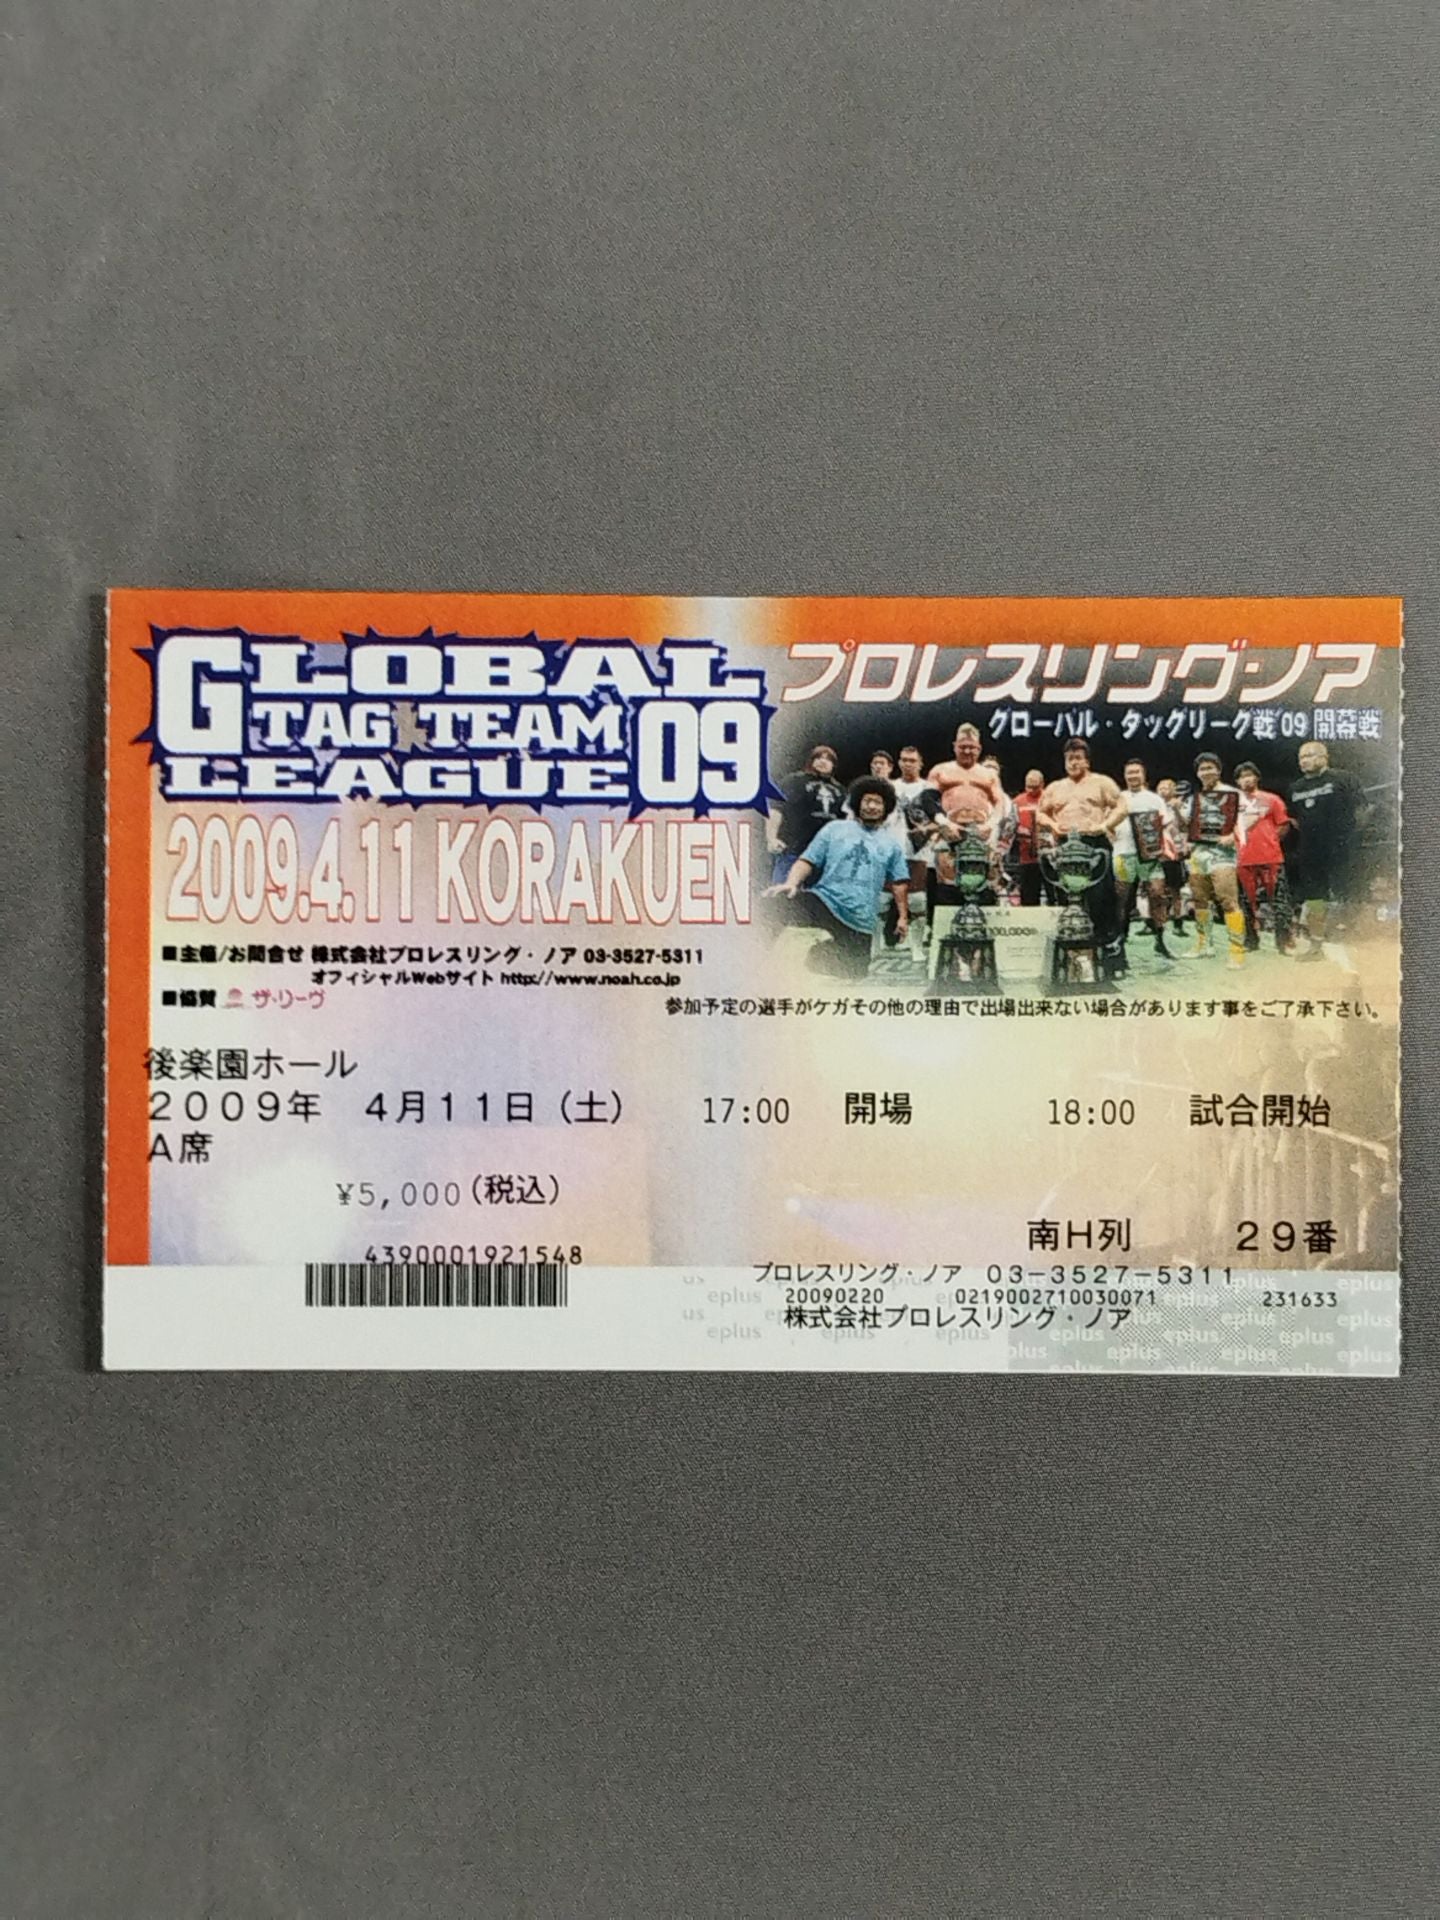 GLOBAL
TAG TEAM
LEAGUE 09
2009.4.11 KORAKUEN
プロレスリング・ノア
グローバル・タッグリーグ戦'09 開幕戦
■主催/お問合せ 株式会社プロレスリング・ノア 03-3527-5311
オフィシャルWebサイト http://www.noah.co.jp
■協賛 ザ・リーヴ
参加予定の選手がケガその他の理由で出場出来ない場合があります事をご了承下さい。
後楽園ホール
2009年 4月11日(土) 17:00 開場 18:00 試合開始
A席
¥5,000(税込)
南H列 29番
4390001921548
プロレスリング・ノア 03-3527-5311
20090220 0219002710030071 231633
株式会社プロレスリング・ノア
eplus eplus eplus eplus eplus